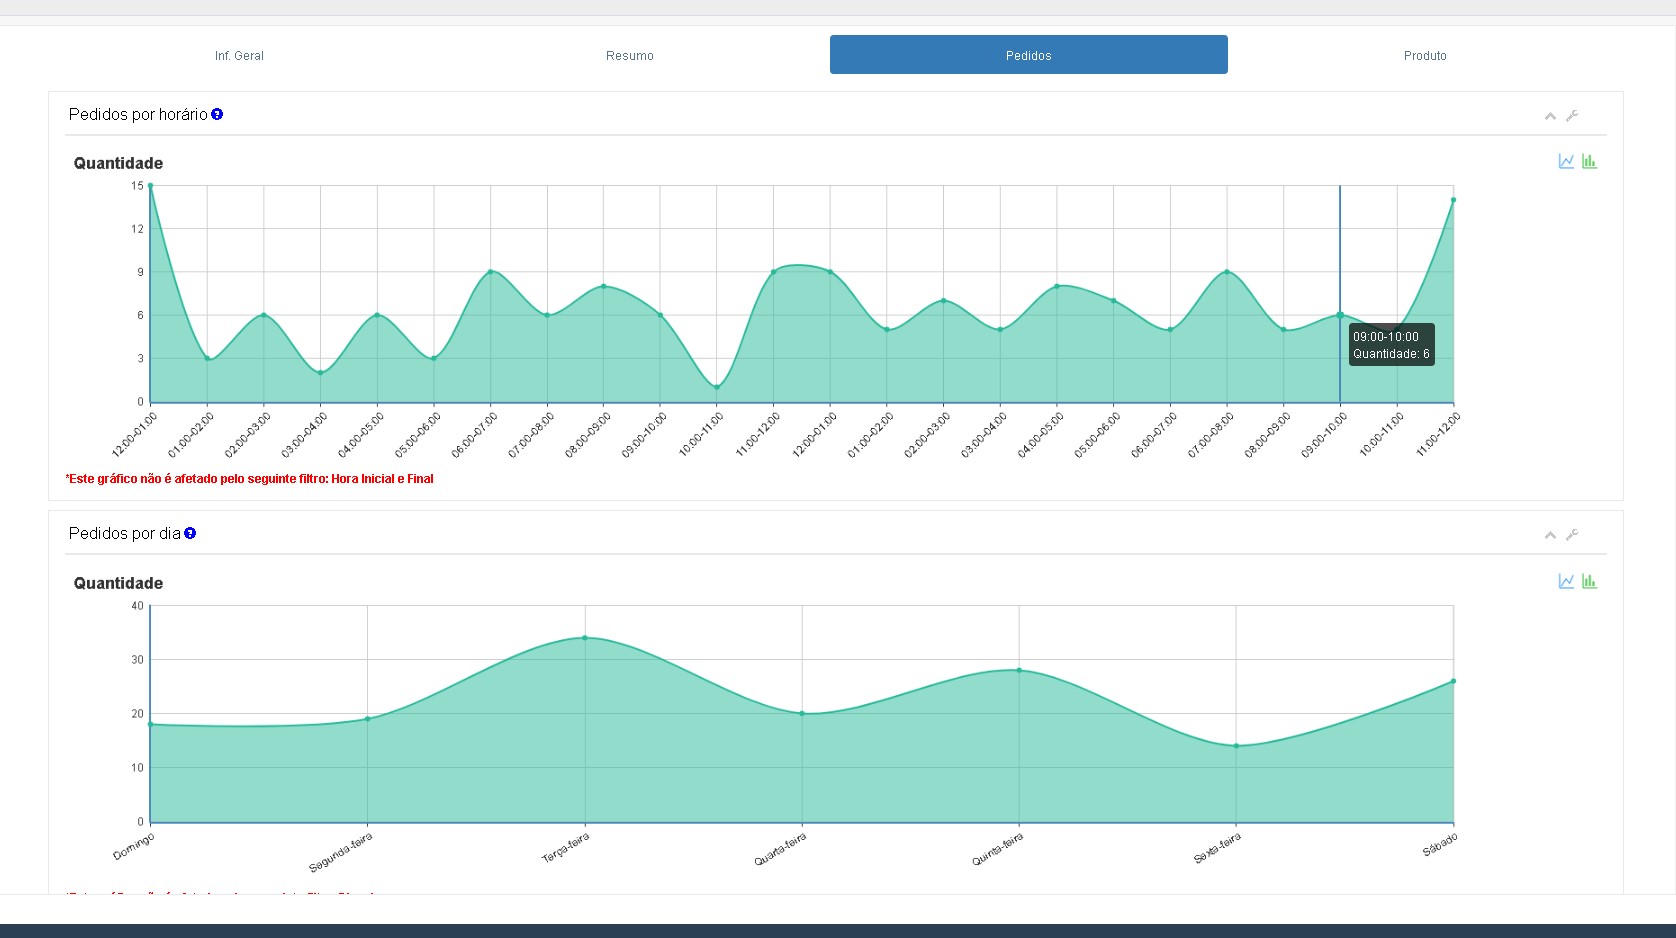 Inf. Geral
Resumo
Pedidos
Produto
Pedidos por horário
Quantidade
15
12
9
6
3
0
09:00-10:00
Quantidade: 6
12:00-01:00
01:00-02:00
02:00-03:00
03:00-04:00
04:00-05:00
05:00-06:00
06:00-07:00
07:00-08:00
08:00-09:00
09:00-10:00
10:00-11:00
11:00-12:00
12:00-01:00
01:00-02:00
02:00-03:00
03:00-04:00
04:00-05:00
05:00-06:00
06:00-07:00
07:00-08:00
08:00-09:00
09:00-10:00
10:00-11:00
11:00-12:00
*Este gráfico não é afetado pelo seguinte filtro: Hora Inicial e Final
Pedidos por dia
Quantidade
40
30
20
10
0
Domingo
Segunda-feira
Terça-feira
Quarta-feira
Quinta-feira
Sexta-feira
Sábado